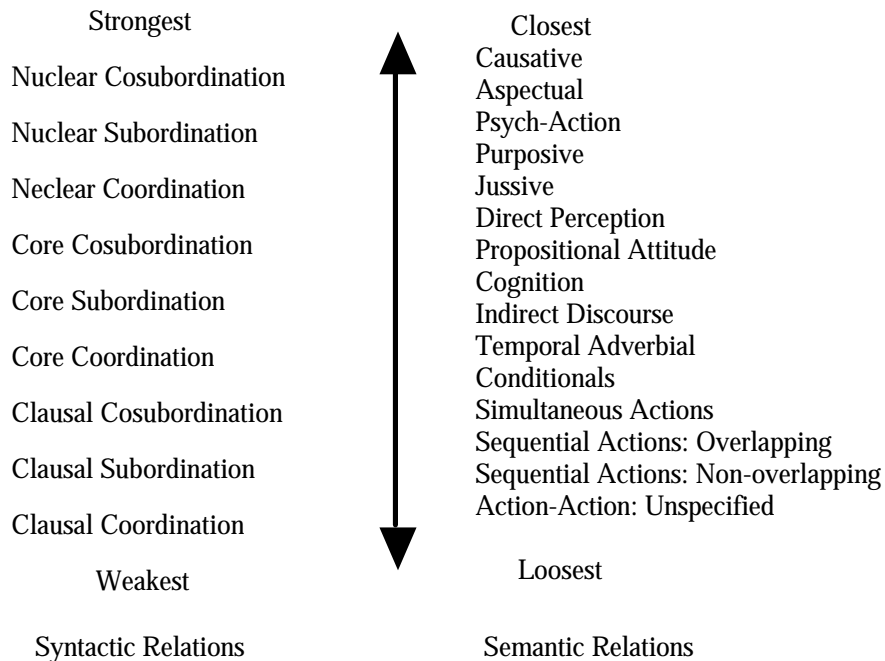 Strongest
Nuclear Cosubordination
Nuclear Subordination
Neclear Coordination
Core Cosubordination
Core Subordination
Core Coordination
Clausal Cosubordination
Clausal Subordination
Clausal Coordination
Weakest
Syntactic Relations
Closest
Causative
Aspectual
Psych-Action
Purposive
Jussive
Direct Perception
Propositional Attitude
Cognition
Indirect Discourse
Temporal Adverbial
Conditionals
Simultaneous Actions
Sequential Actions: Overlapping
Sequential Actions: Non-overlapping
Action-Action: Unspecified
Loosest
Semantic Relations